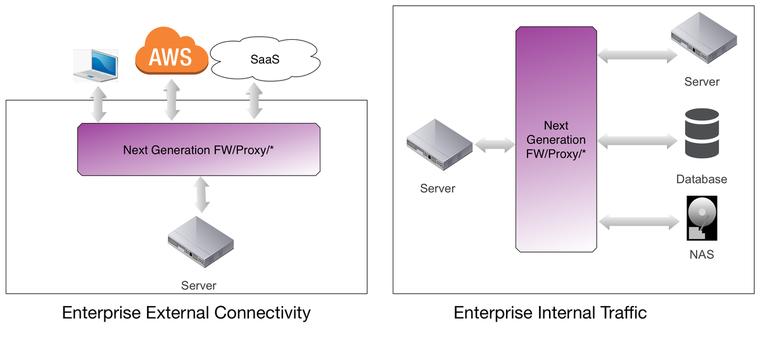 AWS
SaaS
Next Generation FW/Proxy/*
Server
Enterprise External Connectivity
Server
Next
Generation
FW/Proxy/*
Server
Database
NAS
Enterprise Internal Traffic